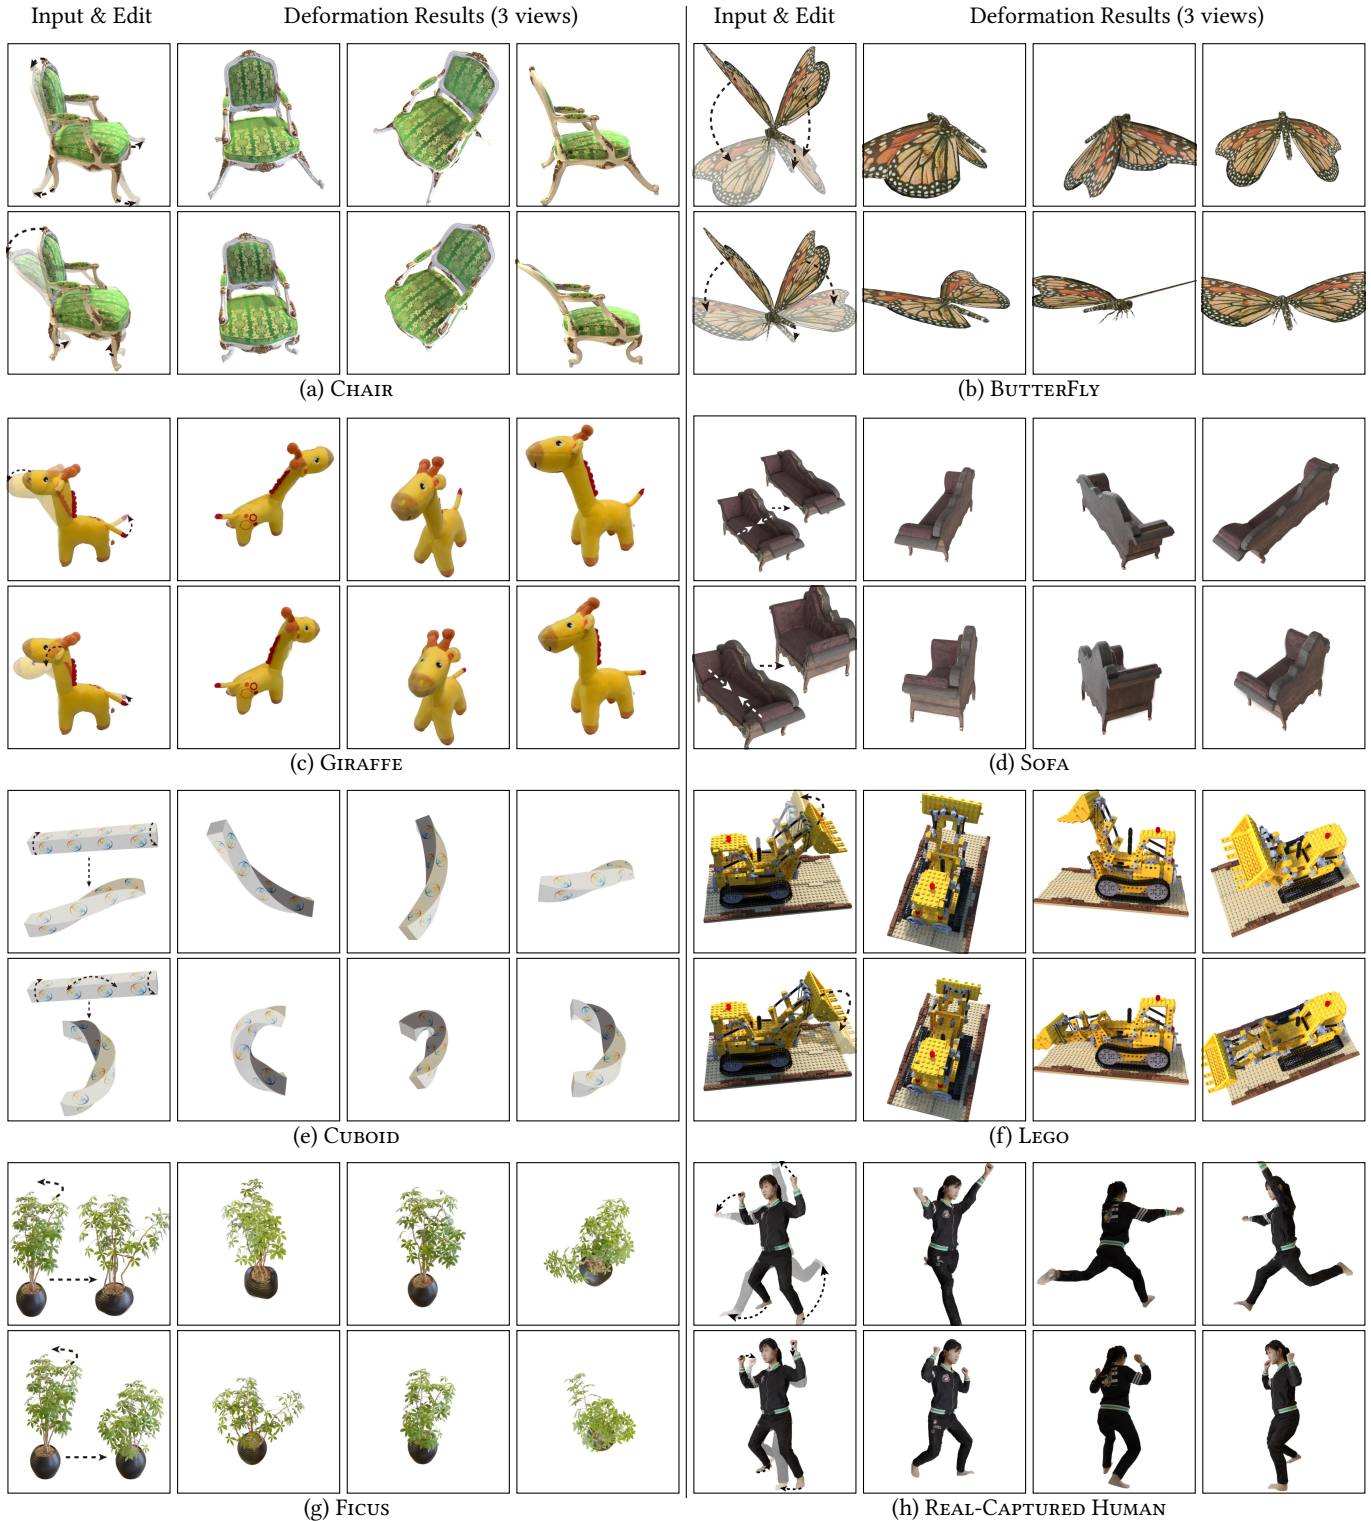 Input & Edit Deformation Results (3 views) Input & Edit Deformation Results (3 views)
(a) Chair (b) ButterFly
(c) Giraffe (d) Sofa
(e) Cuboid (f) Lego
(g) Ficus (h) Real-Captured Human